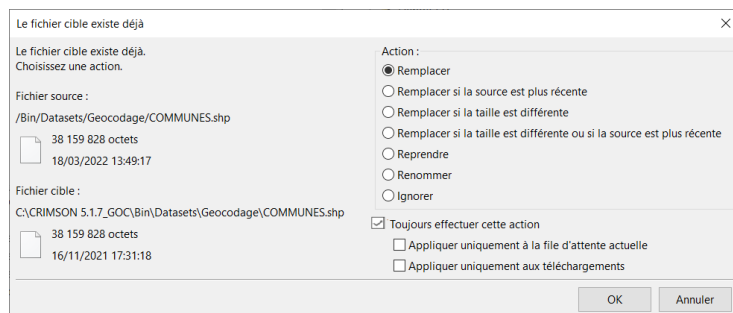 Le fichier cible existe déjà
Le fichier cible existe déjà.
Choisissez une action.
Fichier source :
/Bin/Datasets/Geocodage/COMMUNES.shp
38 159 828 octets
18/03/2022 13:49:17
Fichier cible :
C:\CRIMSON 5.1.7_GOC\Bin\Datasets\Geocodage\COMMUNES.shp
38 159 828 octets
16/11/2021 17:31:18
Action :
Remplacer
Remplacer si la source est plus récente
Remplacer si la taille est différente
Remplacer si la taille est différente ou si la source est plus récente
Reprendre
Renommer
Ignorer
Toujours effectuer cette action
Appliquer uniquement à la file d'attente actuelle
Appliquer uniquement aux téléchargements
OK
Annuler